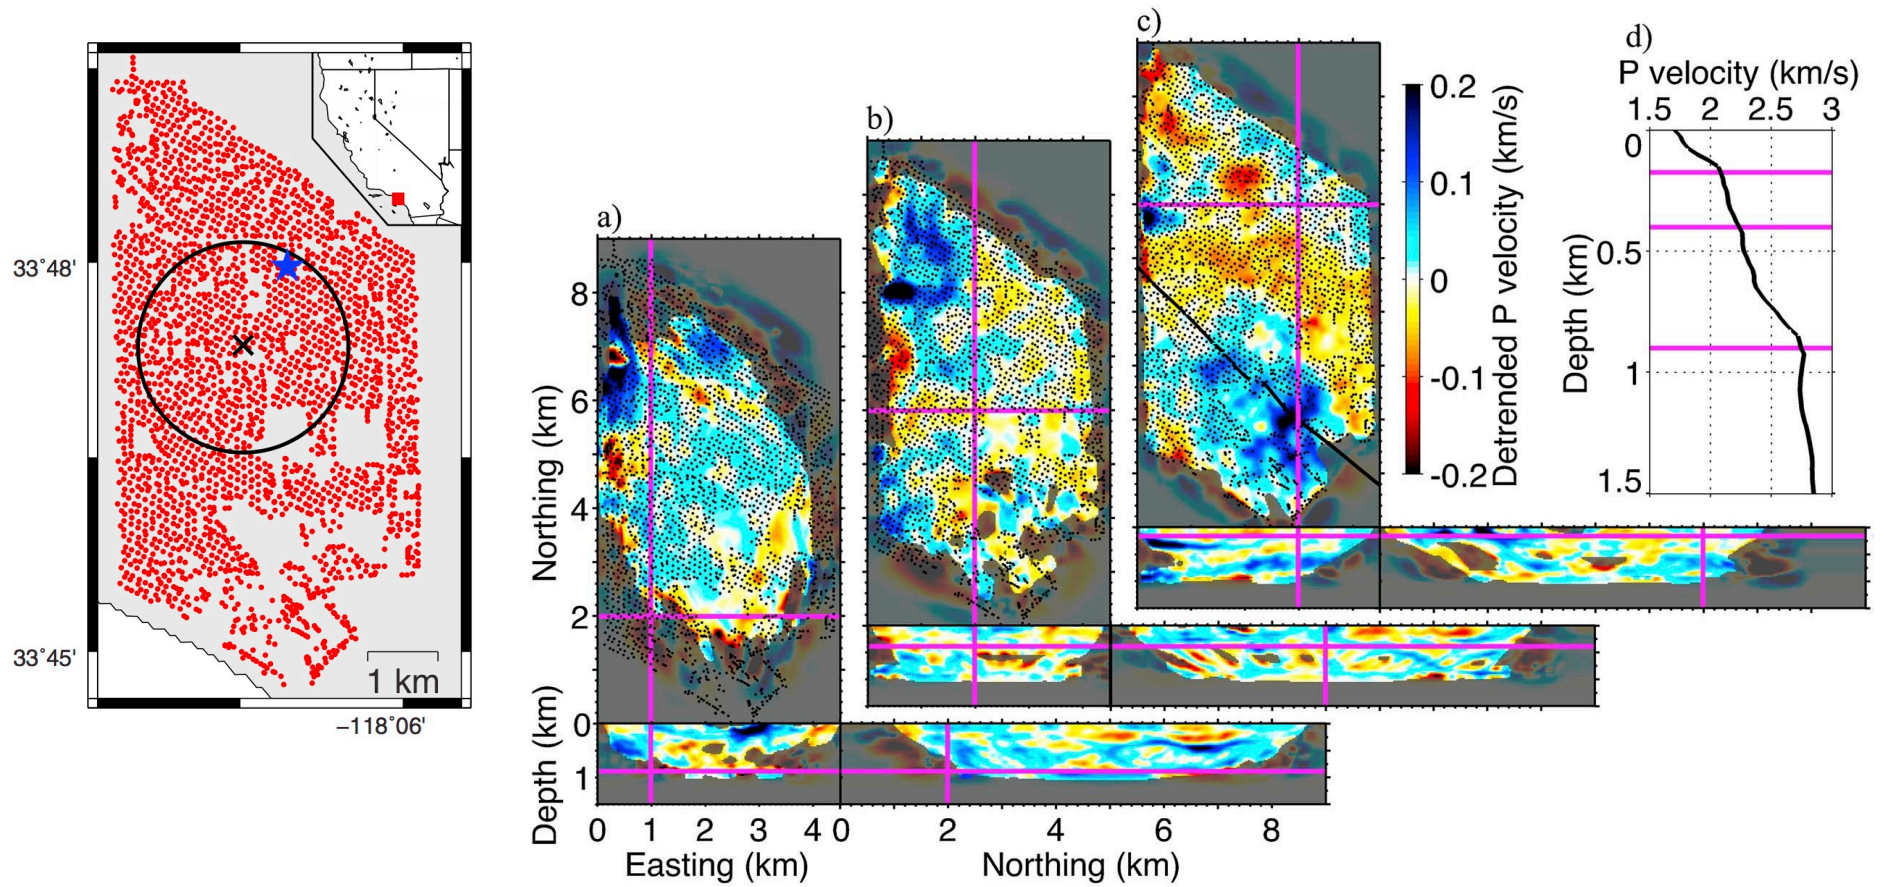 33°48'
33°45'
−118°06'
1 km
a)
b)
c)
d)
Northing (km)
8
6
4
2
Depth (km)
0
1
0 1 2 3 4 0 2 4 6 8
Easting (km)
Northing (km)
0.2
0.1
0
-0.1
-0.2
Detrended P velocity (km/s)
P velocity (km/s)
1.5 2 2.5 3
Depth (km)
0
0.5
1
1.5